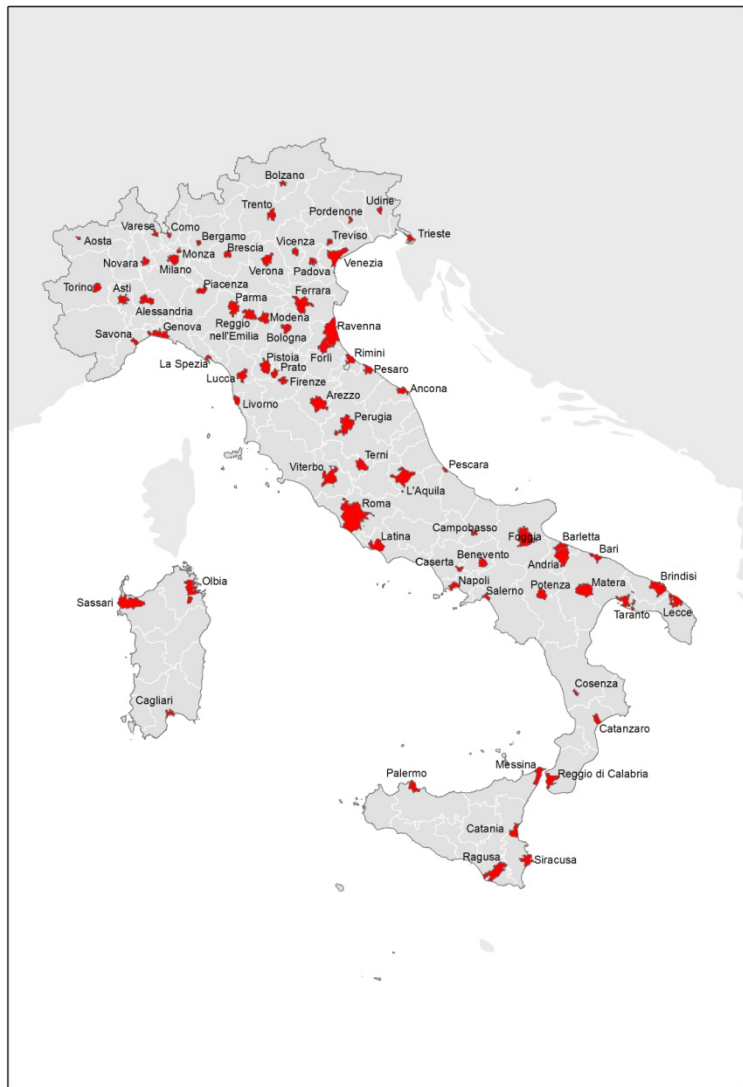 Bolzano
Trento
Pordenone
Udine
Trieste
Aosta
Varese
Como
Bergamo
Monza
Brescia
Vicenza
Treviso
Novara
Milano
Verona
Padova
Venezia
Torino
Asti
Piacenza
Parma
Ferrara
Alessandria
Reggio
nell'Emilia
Modena
Bologna
Ravenna
Savona
Genova
La Spezia
Pistoia
Prato
Forlì
Rimini
Pesaro
Lucca
Firenze
Ancona
Livorno
Arezzo
Perugia
Terni
Viterbo
Pescara
L'Aquila
Roma
Latina
Campobasso
Foggia
Barletta
Bari
Caserta
Benevento
Andria
Brindisi
Napoli
Salerno
Potenza
Matera
Taranto
Lecce
Olbia
Sassari
Cagliari
Cosenza
Catanzaro
Messina
Reggio di Calabria
Palermo
Catania
Ragusa
Siracusa